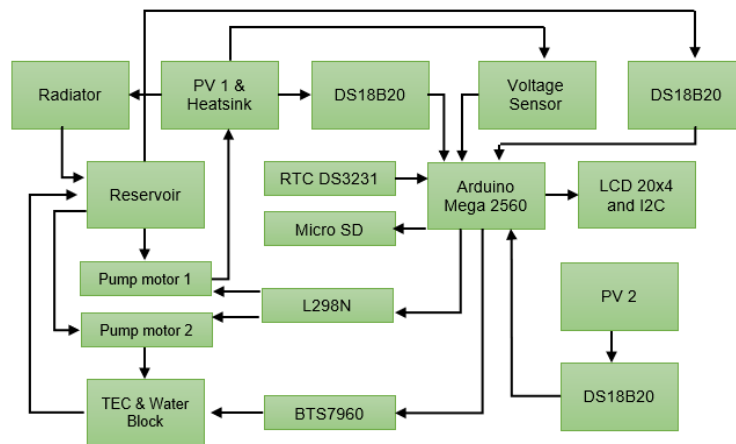 Radiator
PV 1 &
Heatsink
DS18B20
Voltage
Sensor
DS18B20
Reservoir
RTC DS3231
Arduino
Mega 2560
LCD 20x4
and I2C
Micro SD
Pump motor 1
L298N
PV 2
Pump motor 2
TEC & Water
Block
BTS7960
DS18B20